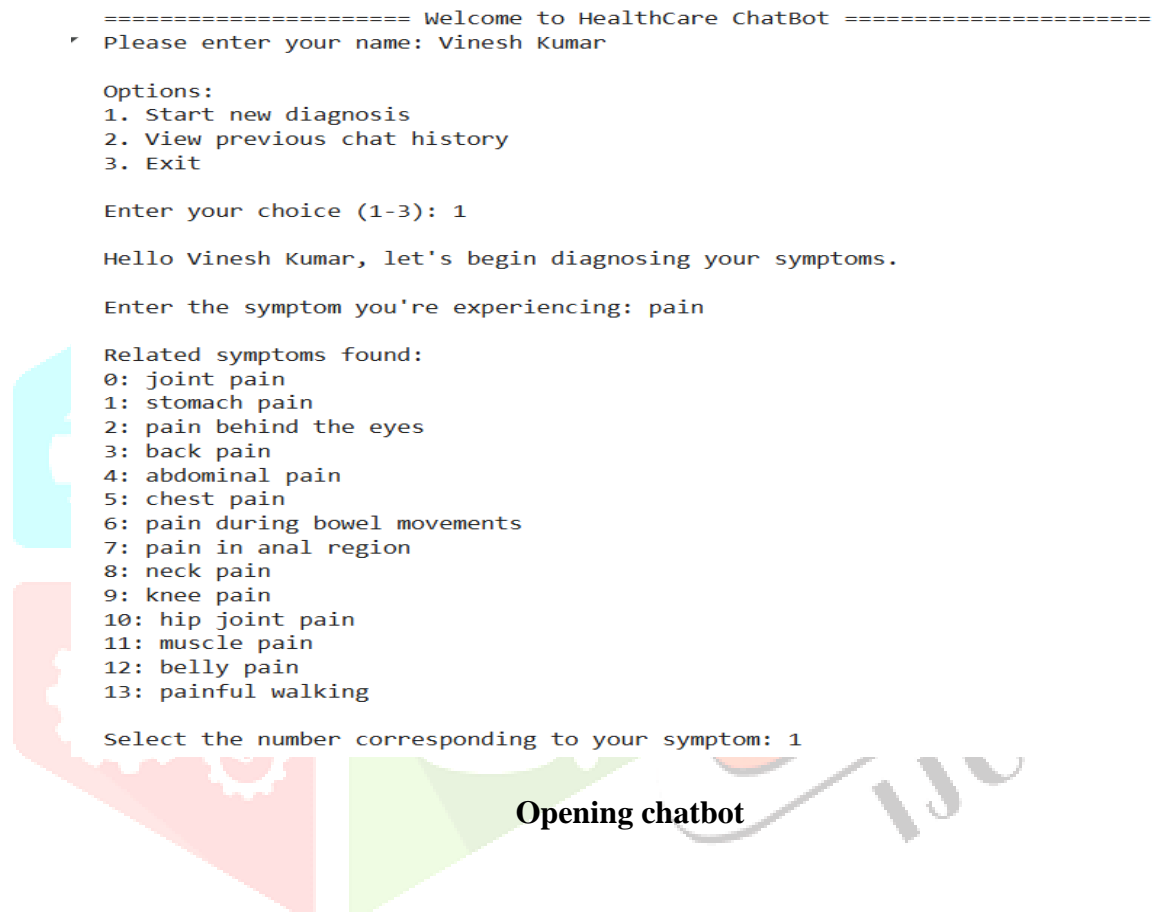 ====================== Welcome to HealthCare ChatBot ======================
Please enter your name: Vinesh Kumar
Options:
1. Start new diagnosis
2. View previous chat history
3. Exit
Enter your choice (1-3): 1
Hello Vinesh Kumar, let's begin diagnosing your symptoms.
Enter the symptom you're experiencing: pain
Related symptoms found:
0: joint pain
1: stomach pain
2: pain behind the eyes
3: back pain
4: abdominal pain
5: chest pain
6: pain during bowel movements
7: pain in anal region
8: neck pain
9: knee pain
10: hip joint pain
11: muscle pain
12: belly pain
13: painful walking
Select the number corresponding to your symptom: 1
Opening chatbot